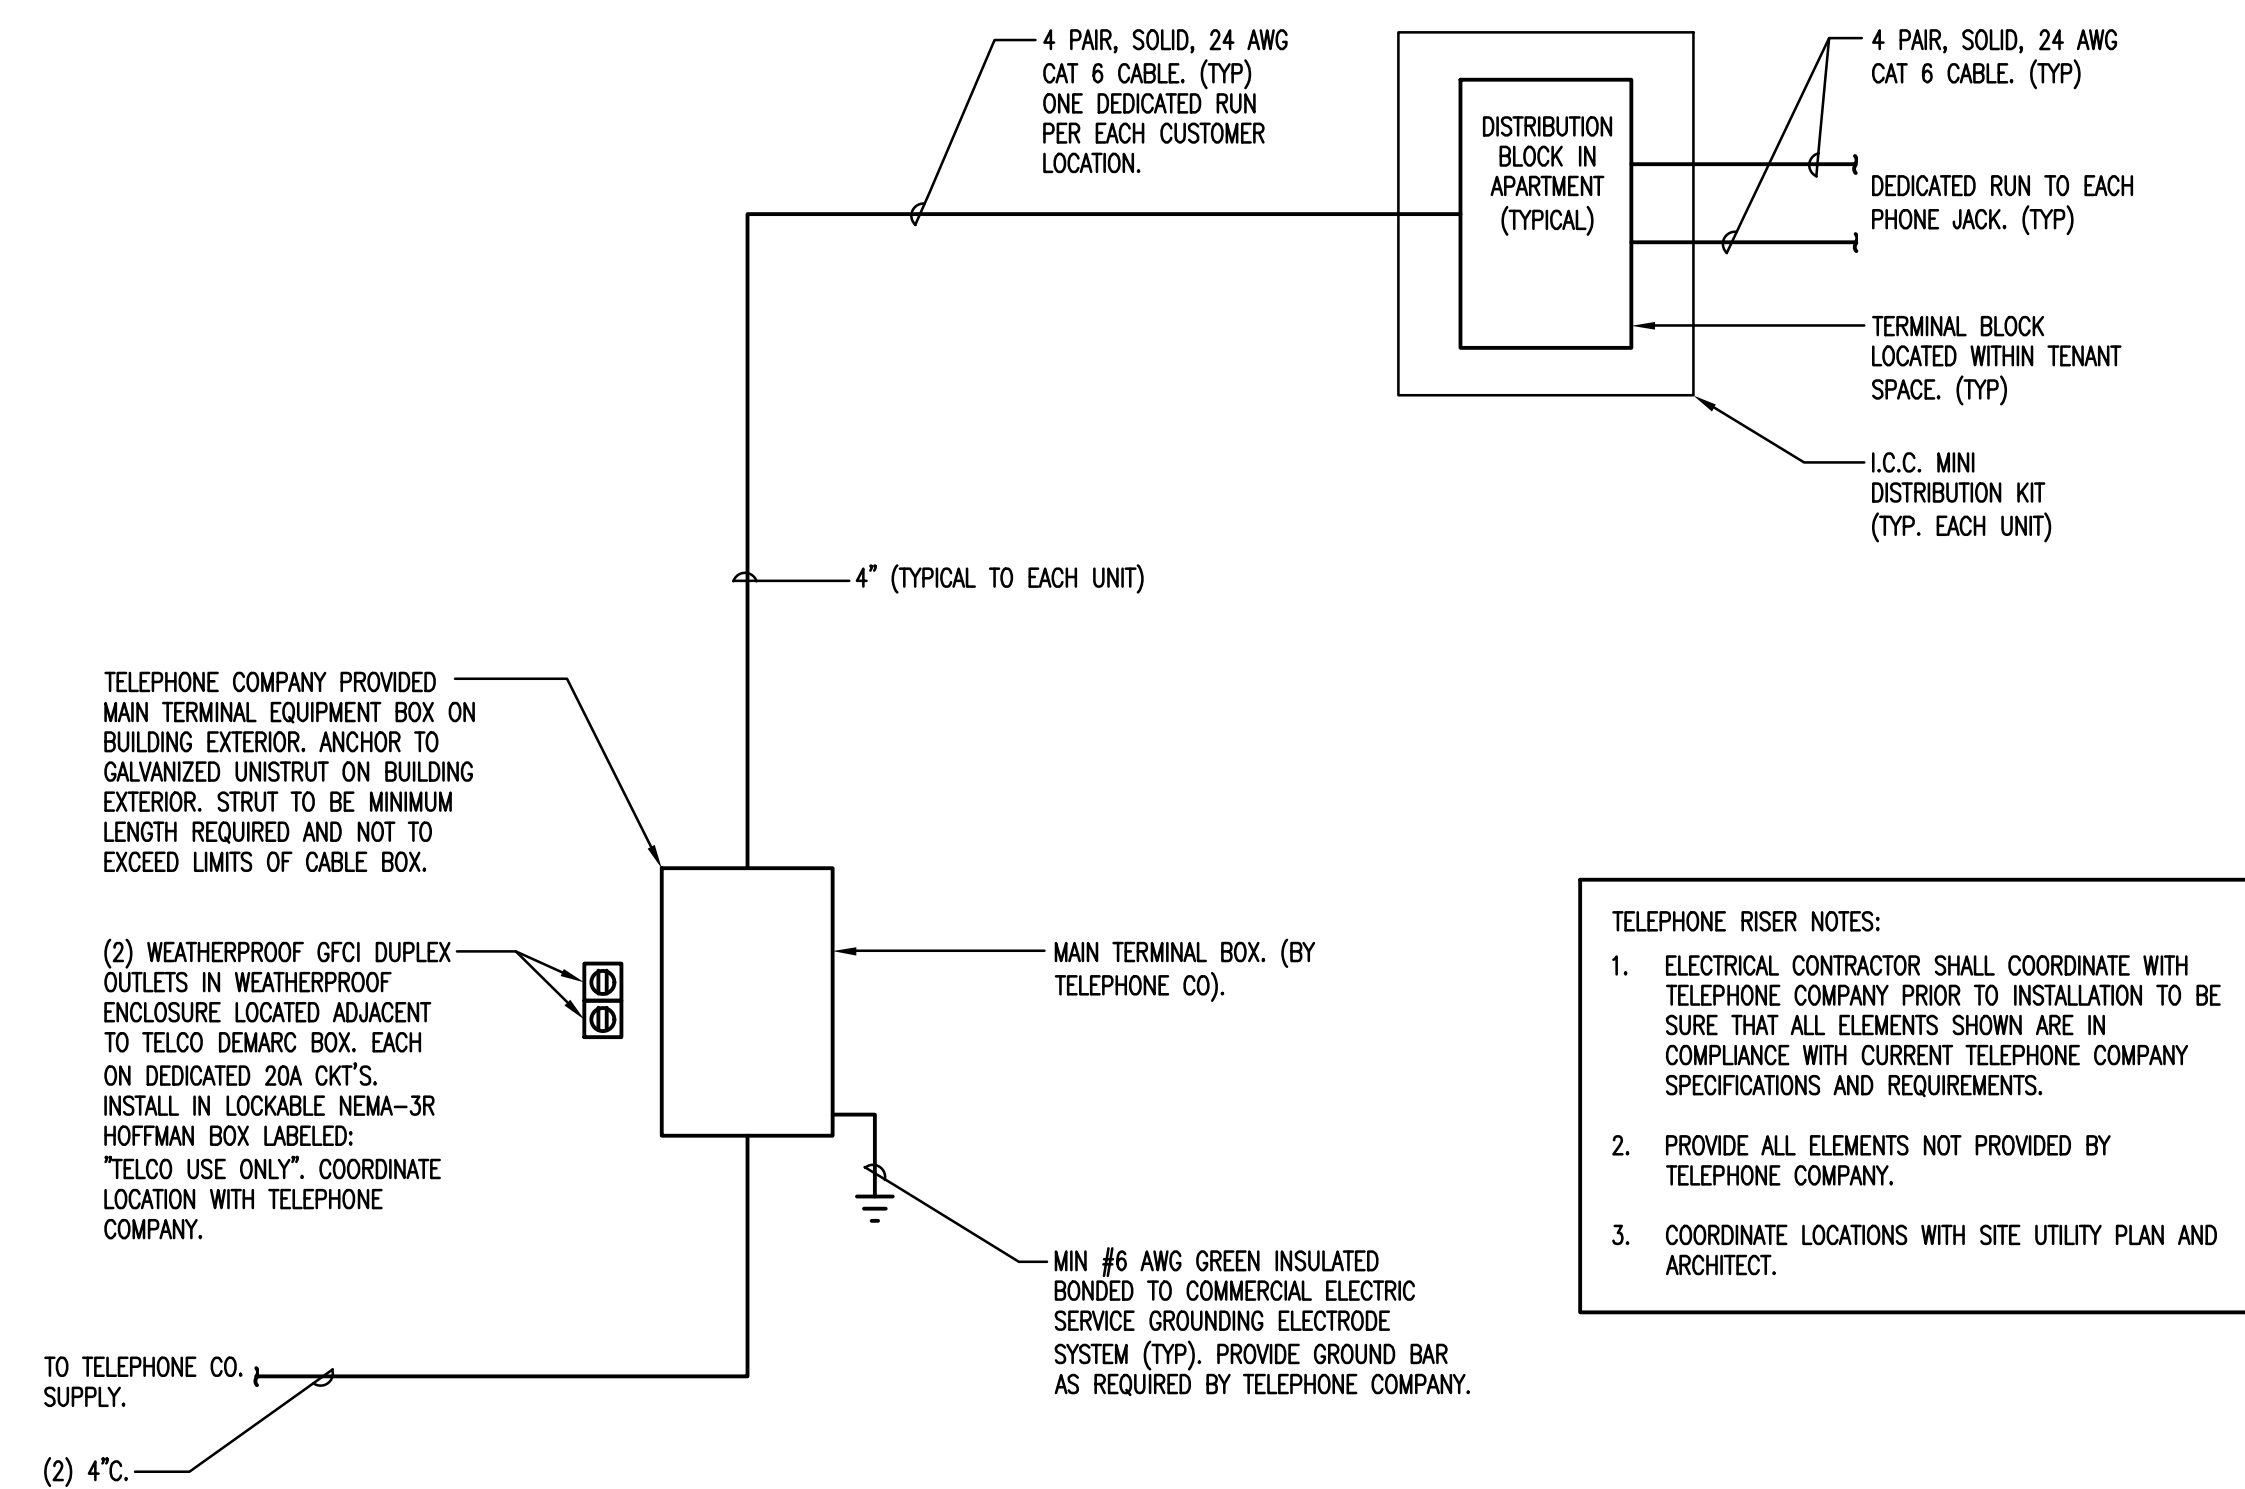 4 PAIR, SOLID, 24 AWG
CAT 6 CABLE. (TYP)
ONE DEDICATED RUN
PER EACH CUSTOMER
LOCATION.
DISTRIBUTION
BLOCK IN
APARTMENT
(TYPICAL)
4 PAIR, SOLID, 24 AWG
CAT 6 CABLE. (TYP)
DEDICATED RUN TO EACH
PHONE JACK. (TYP)
TERMINAL BLOCK
LOCATED WITHIN TENANT
SPACE. (TYP)
I.C.C. MINI
DISTRIBUTION KIT
(TYP. EACH UNIT)
4" (TYPICAL TO EACH UNIT)
TELEPHONE COMPANY PROVIDED
MAIN TERMINAL EQUIPMENT BOX ON
BUILDING EXTERIOR. ANCHOR TO
GALVANIZED UNISTRUT ON BUILDING
EXTERIOR. STRUT TO BE MINIMUM
LENGTH REQUIRED AND NOT TO
EXCEED LIMITS OF CABLE BOX.
(2) WEATHERPROOF GFCI DUPLEX
OUTLETS IN WEATHERPROOF
ENCLOSURE LOCATED ADJACENT
TO TELCO DEMARC BOX. EACH
ON DEDICATED 20A CKT'S.
INSTALL IN LOCKABLE NEMA-3R
HOFFMAN BOX LABELED:
"TELCO USE ONLY". COORDINATE
LOCATION WITH TELEPHONE
COMPANY.
MAIN TERMINAL BOX. (BY
TELEPHONE CO).
MIN #6 AWG GREEN INSULATED
BONDED TO COMMERCIAL ELECTRIC
SERVICE GROUNDING ELECTRODE
SYSTEM (TYP). PROVIDE GROUND BAR
AS REQUIRED BY TELEPHONE COMPANY.
TO TELEPHONE CO.
SUPPLY.
(2) 4"C.
TELEPHONE RISER NOTES:
1. ELECTRICAL CONTRACTOR SHALL COORDINATE WITH
TELEPHONE COMPANY PRIOR TO INSTALLATION TO BE
SURE THAT ALL ELEMENTS SHOWN ARE IN
COMPLIANCE WITH CURRENT TELEPHONE COMPANY
SPECIFICATIONS AND REQUIREMENTS.
2. PROVIDE ALL ELEMENTS NOT PROVIDED BY
TELEPHONE COMPANY.
3. COORDINATE LOCATIONS WITH SITE UTILITY PLAN AND
ARCHITECT.